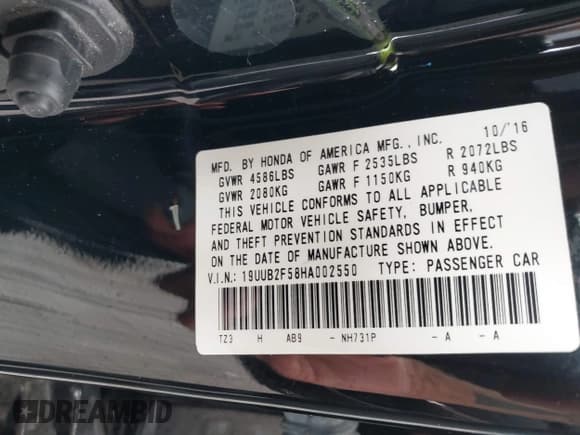 MFD. BY HONDA OF AMERICA MFG., INC. 10/'16
GVWR 4586LBS GAWR F 2535LBS R 2072LBS
GVWR 2080KG GAWR F 1150KG R 940KG
THIS VEHICLE CONFORMS TO ALL APPLICABLE
FEDERAL MOTOR VEHICLE SAFETY, BUMPER,
AND THEFT PREVENTION STANDARDS IN EFFECT
ON THE DATE OF MANUFACTURE SHOWN ABOVE.
V.I.N.: 19UUB2F58HA002550 TYPE: PASSENGER CAR
TZ3 H AB9 - NH731P - A - A
DREAMBID